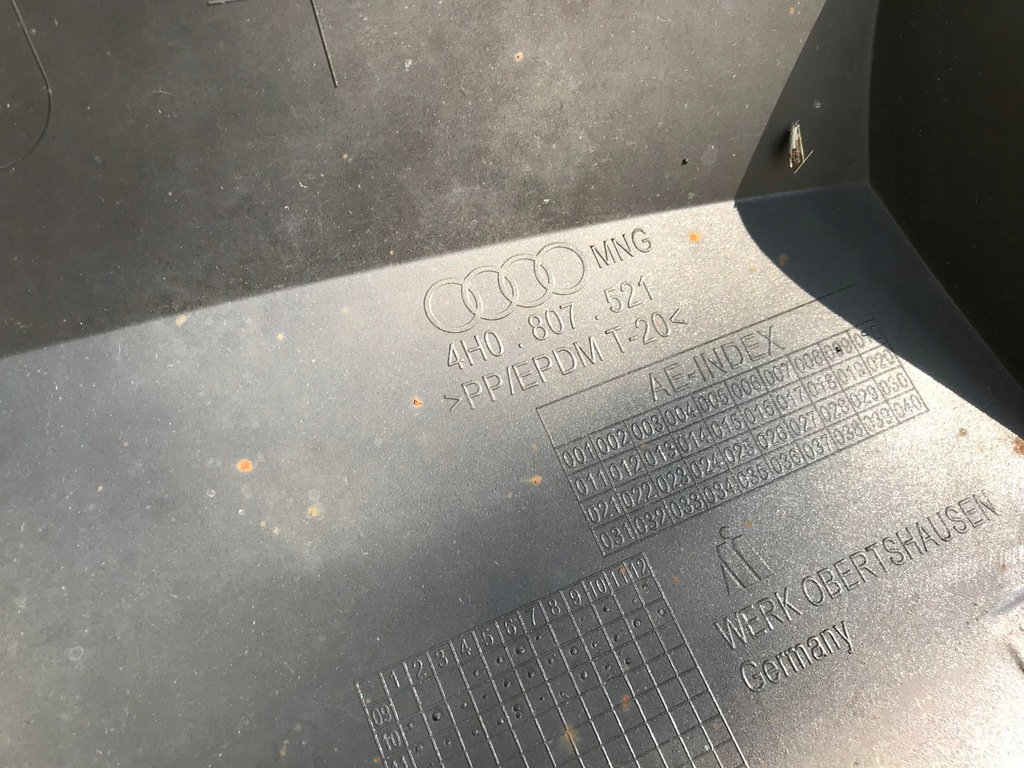 MNG
4H0 . 807 . 521
>PP/EPDM T-20<
AE-INDEX
001 002 003 004 005 006 007 008 009
011 012 013 014 015 016 017 018 019 020
021 022 023 024 025 026 027 028 029 030
031 032 033 034 035 036 037 038 039 040
WERK OBERTSHAUSEN
Germany
1 2 3 4 5 6 7 8 9 10 11 12
09
10